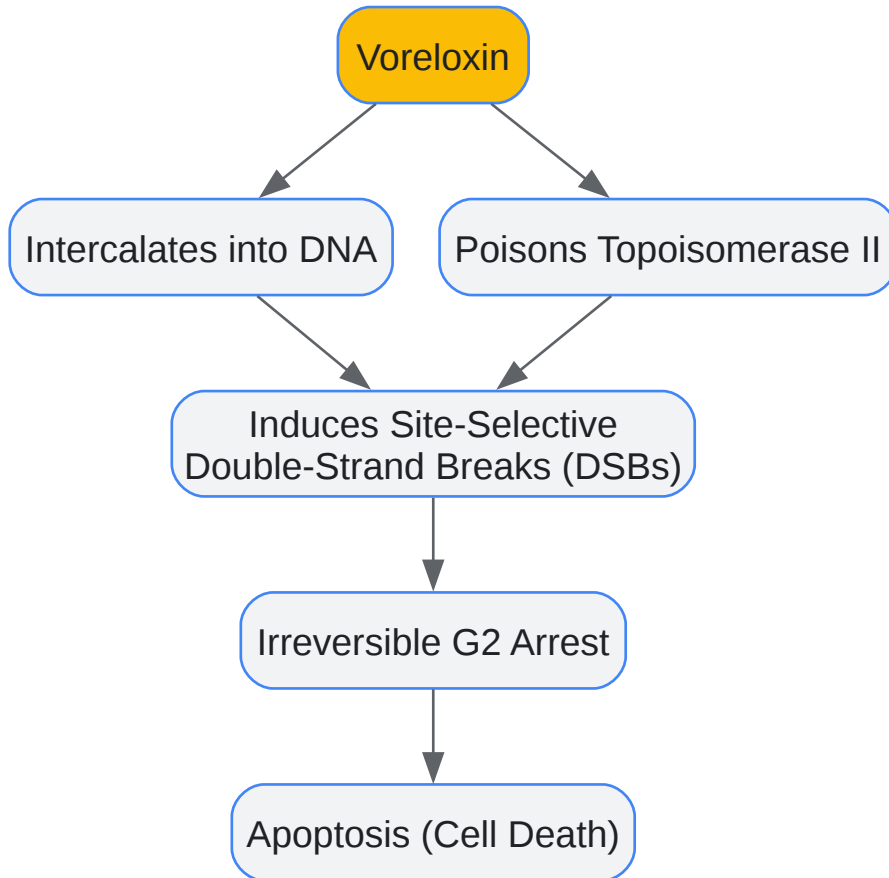 Voreloxin
Intercalates into DNA
Poisons Topoisomerase II
Induces Site-Selective
Double-Strand Breaks (DSBs)
Irreversible G2 Arrest
Apoptosis (Cell Death)